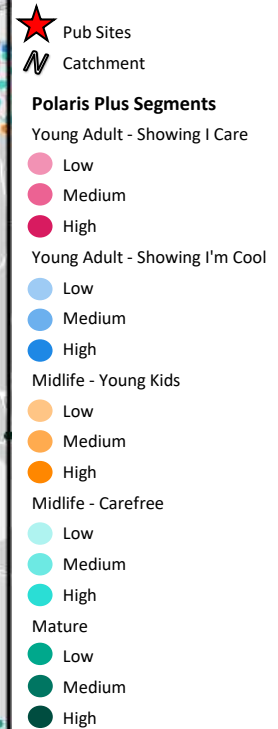 Pub Sites
Catchment
Polaris Plus Segments
Young Adult - Showing I Care
Low
Medium
High
Young Adult - Showing I'm Cool
Low
Medium
High
Midlife - Young Kids
Low
Medium
High
Midlife - Carefree
Low
Medium
High
Mature
Low
Medium
High